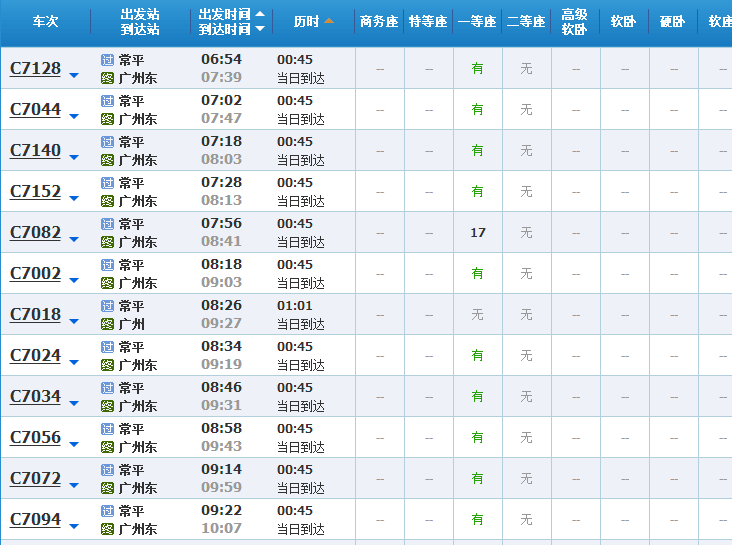 车次 出发站 出发时间 历时 商务座 特等座 一等座 二等座 高级 软卧 硬卧 软座
到达站 到达时间 软卧
C7128 过 常平 06:54 00:45 -- -- 有 无 -- -- -- --
终 广州东 07:39 当日到达
C7044 过 常平 07:02 00:45 -- -- 有 无 -- -- -- --
终 广州东 07:47 当日到达
C7140 过 常平 07:18 00:45 -- -- 有 无 -- -- -- --
终 广州东 08:03 当日到达
C7152 过 常平 07:28 00:45 -- -- 有 无 -- -- -- --
终 广州东 08:13 当日到达
C7082 过 常平 07:56 00:45 -- -- 17 无 -- -- -- --
终 广州东 08:41 当日到达
C7002 过 常平 08:18 00:45 -- -- 有 无 -- -- -- --
终 广州东 09:03 当日到达
C7018 过 常平 08:26 01:01 -- -- 无 无 -- -- -- --
终 广州 09:27 当日到达
C7024 过 常平 08:34 00:45 -- -- 有 无 -- -- -- --
终 广州东 09:19 当日到达
C7034 过 常平 08:46 00:45 -- -- 有 无 -- -- -- --
终 广州东 09:31 当日到达
C7056 过 常平 08:58 00:45 -- -- 有 无 -- -- -- --
终 广州东 09:43 当日到达
C7072 过 常平 09:14 00:45 -- -- 有 无 -- -- -- --
终 广州东 09:59 当日到达
C7094 过 常平 09:22 00:45 -- -- 有 无 -- -- -- --
终 广州东 10:07 当日到达